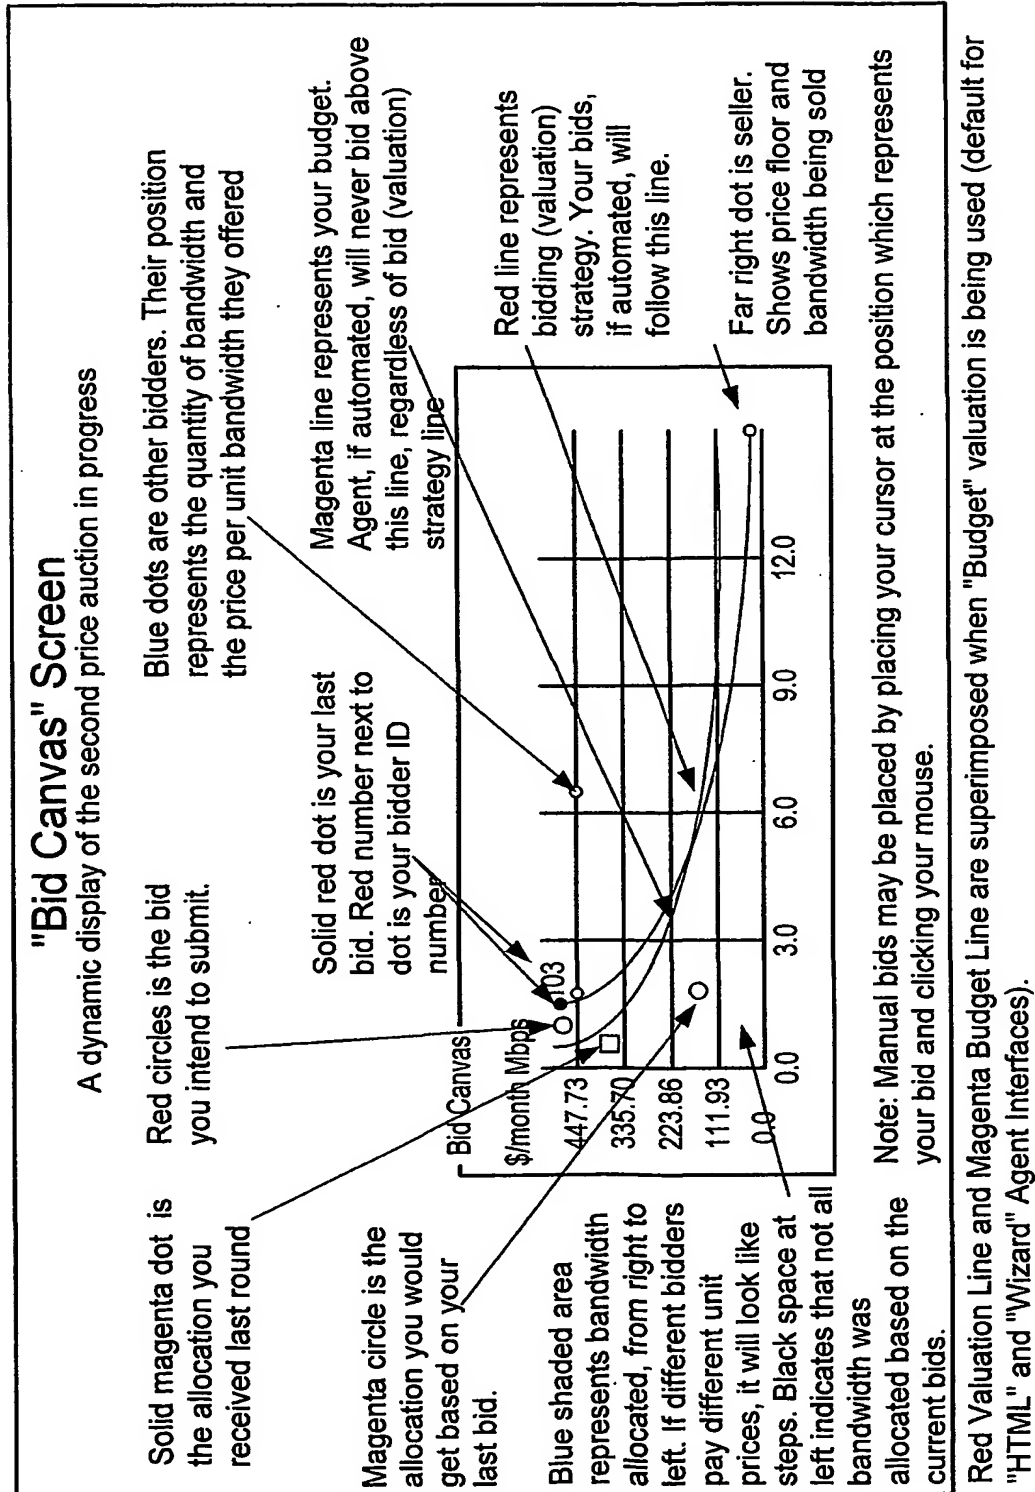 "Bid Canvas" Screen
A dynamic display of the second price auction in progress
Solid magenta dot is
the allocation you
received last round
Red circles is the bid
you intend to submit.
Blue dots are other bidders. Their position
represents the quantity of bandwidth and
the price per unit bandwidth they offered
Solid red dot is your last
bid. Red number next to
dot is your bidder ID
number
Magenta line represents your budget.
Agent, if automated, will never bid above
this line, regardless of bid (valuation)
strategy line
Magenta circle is the
allocation you would
get based on your
last bid.
Red line represents
bidding (valuation)
strategy. Your bids,
if automated, will
follow this line.
Blue shaded area
represents bandwidth
allocated, from right to
left. If different bidders
pay different unit
prices, it will look like
steps. Black space at
left indicates that not all
bandwidth was
allocated based on the
current bids.
Far right dot is seller.
Shows price floor and
bandwidth being sold
Bid Canvas
$/month Mbps
103
447.73
335.70
223.86
111.93
0.0
0.0 3.0 6.0 9.0 12.0
Note: Manual bids may be placed by placing your cursor at the position which represents
your bid and clicking your mouse.
Red Valuation Line and Magenta Budget Line are superimposed when "Budget" valuation is being used (default for
"HTML" and "Wizard" Agent Interfaces).